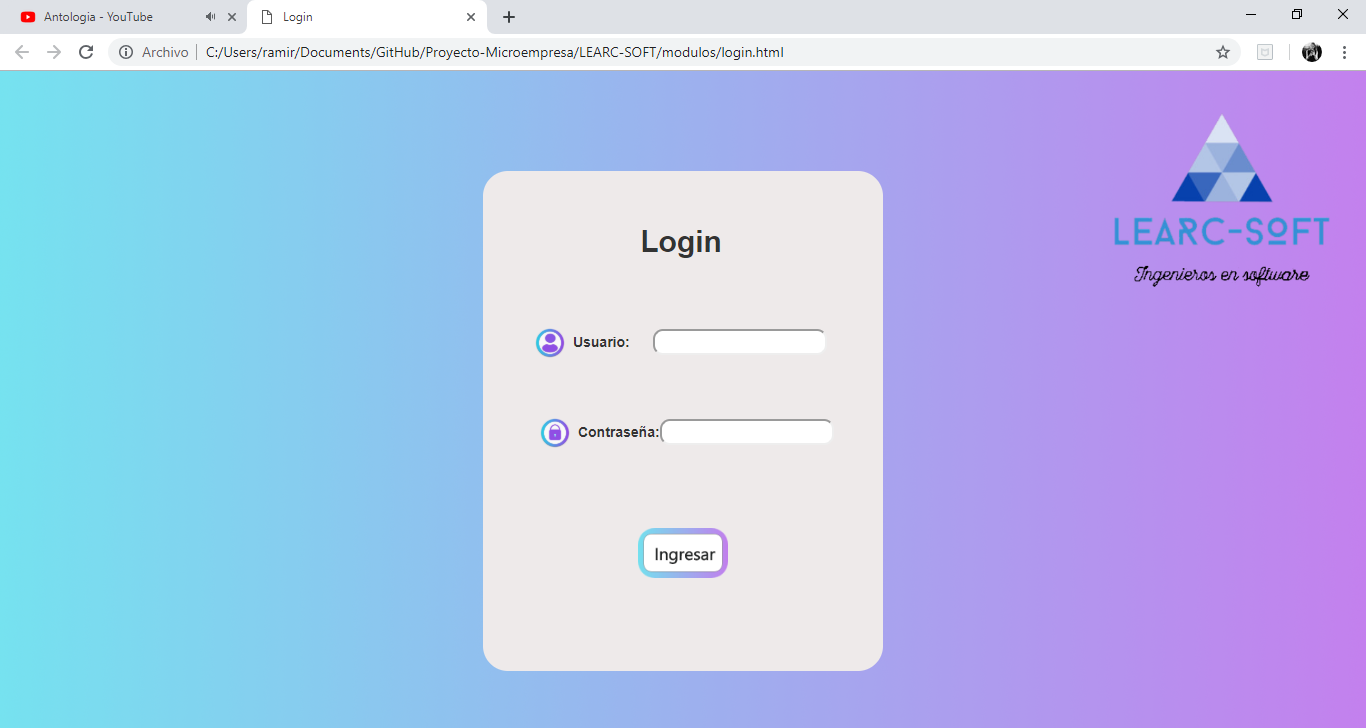 Antologia - YouTube
Login
Archivo
C:/Users/ramir/Documents/GitHub/Proyecto-Microempresa/LEARC-SOFT/modulos/login.html
LEARC-SOFT
Ingenieros en software
Login
Usuario:
Contraseña:
Ingresar